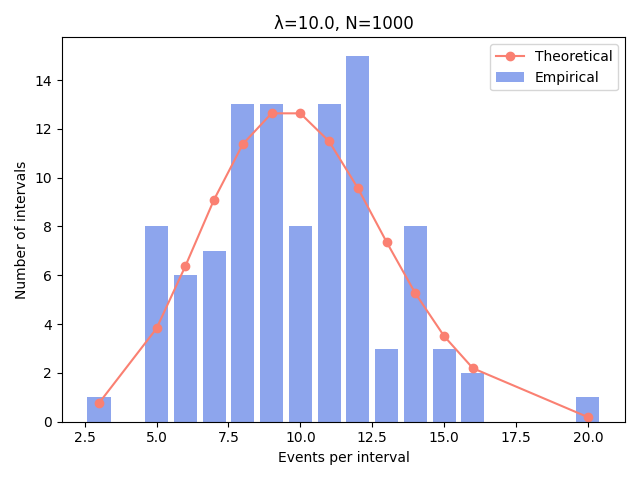 λ=10.0, N=1000
Theoretical
Empirical
Number of intervals
14
12
10
8
6
4
2
0
2.5 5.0 7.5 10.0 12.5 15.0 17.5 20.0
Events per interval